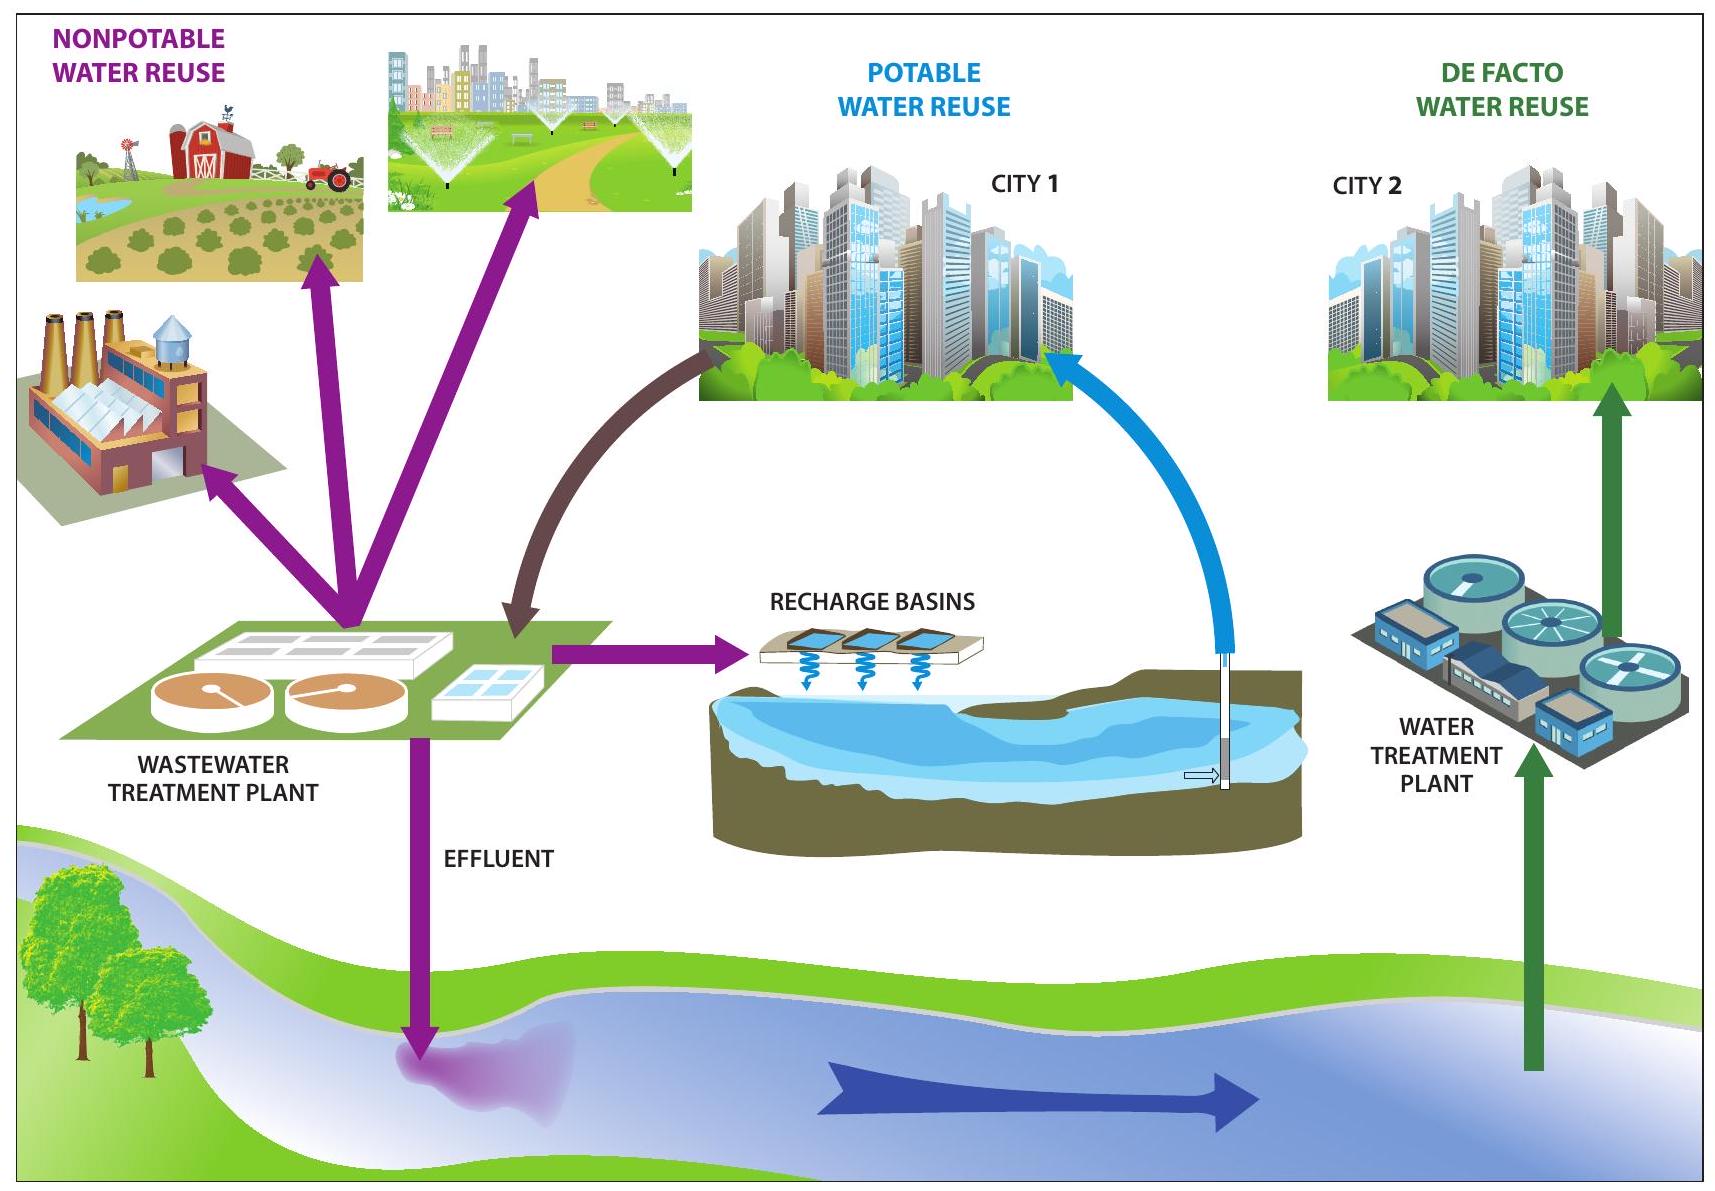 NONPOTABLE
WATER REUSE
POTABLE
WATER REUSE
DE FACTO
WATER REUSE
CITY 1
CITY 2
RECHARGE BASINS
WASTEWATER
TREATMENT PLANT
WATER
TREATMENT
PLANT
EFFLUENT